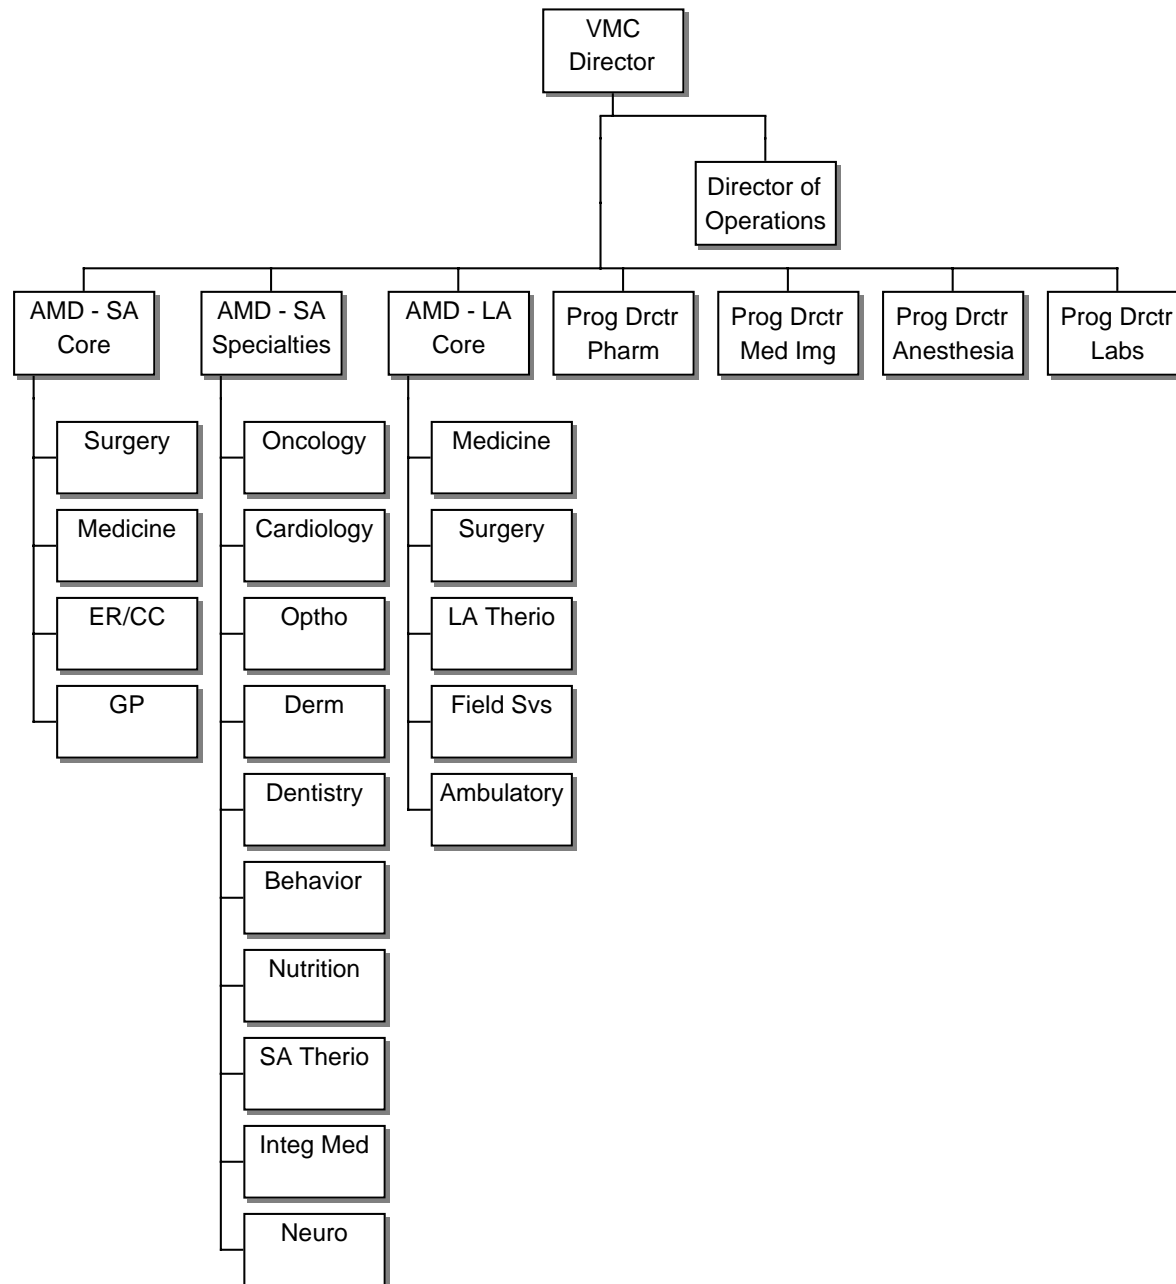 VMC
Director
Director of
Operations
AMD - SA
Core
AMD - SA
Specialties
AMD - LA
Core
Prog Drctr
Pharm
Prog Drctr
Med Img
Prog Drctr
Anesthesia
Prog Drctr
Labs
Surgery
Medicine
ER/CC
GP
Oncology
Cardiology
Optho
Derm
Dentistry
Behavior
Nutrition
SA Therio
Integ Med
Neuro
Medicine
Surgery
LA Therio
Field Svs
Ambulatory